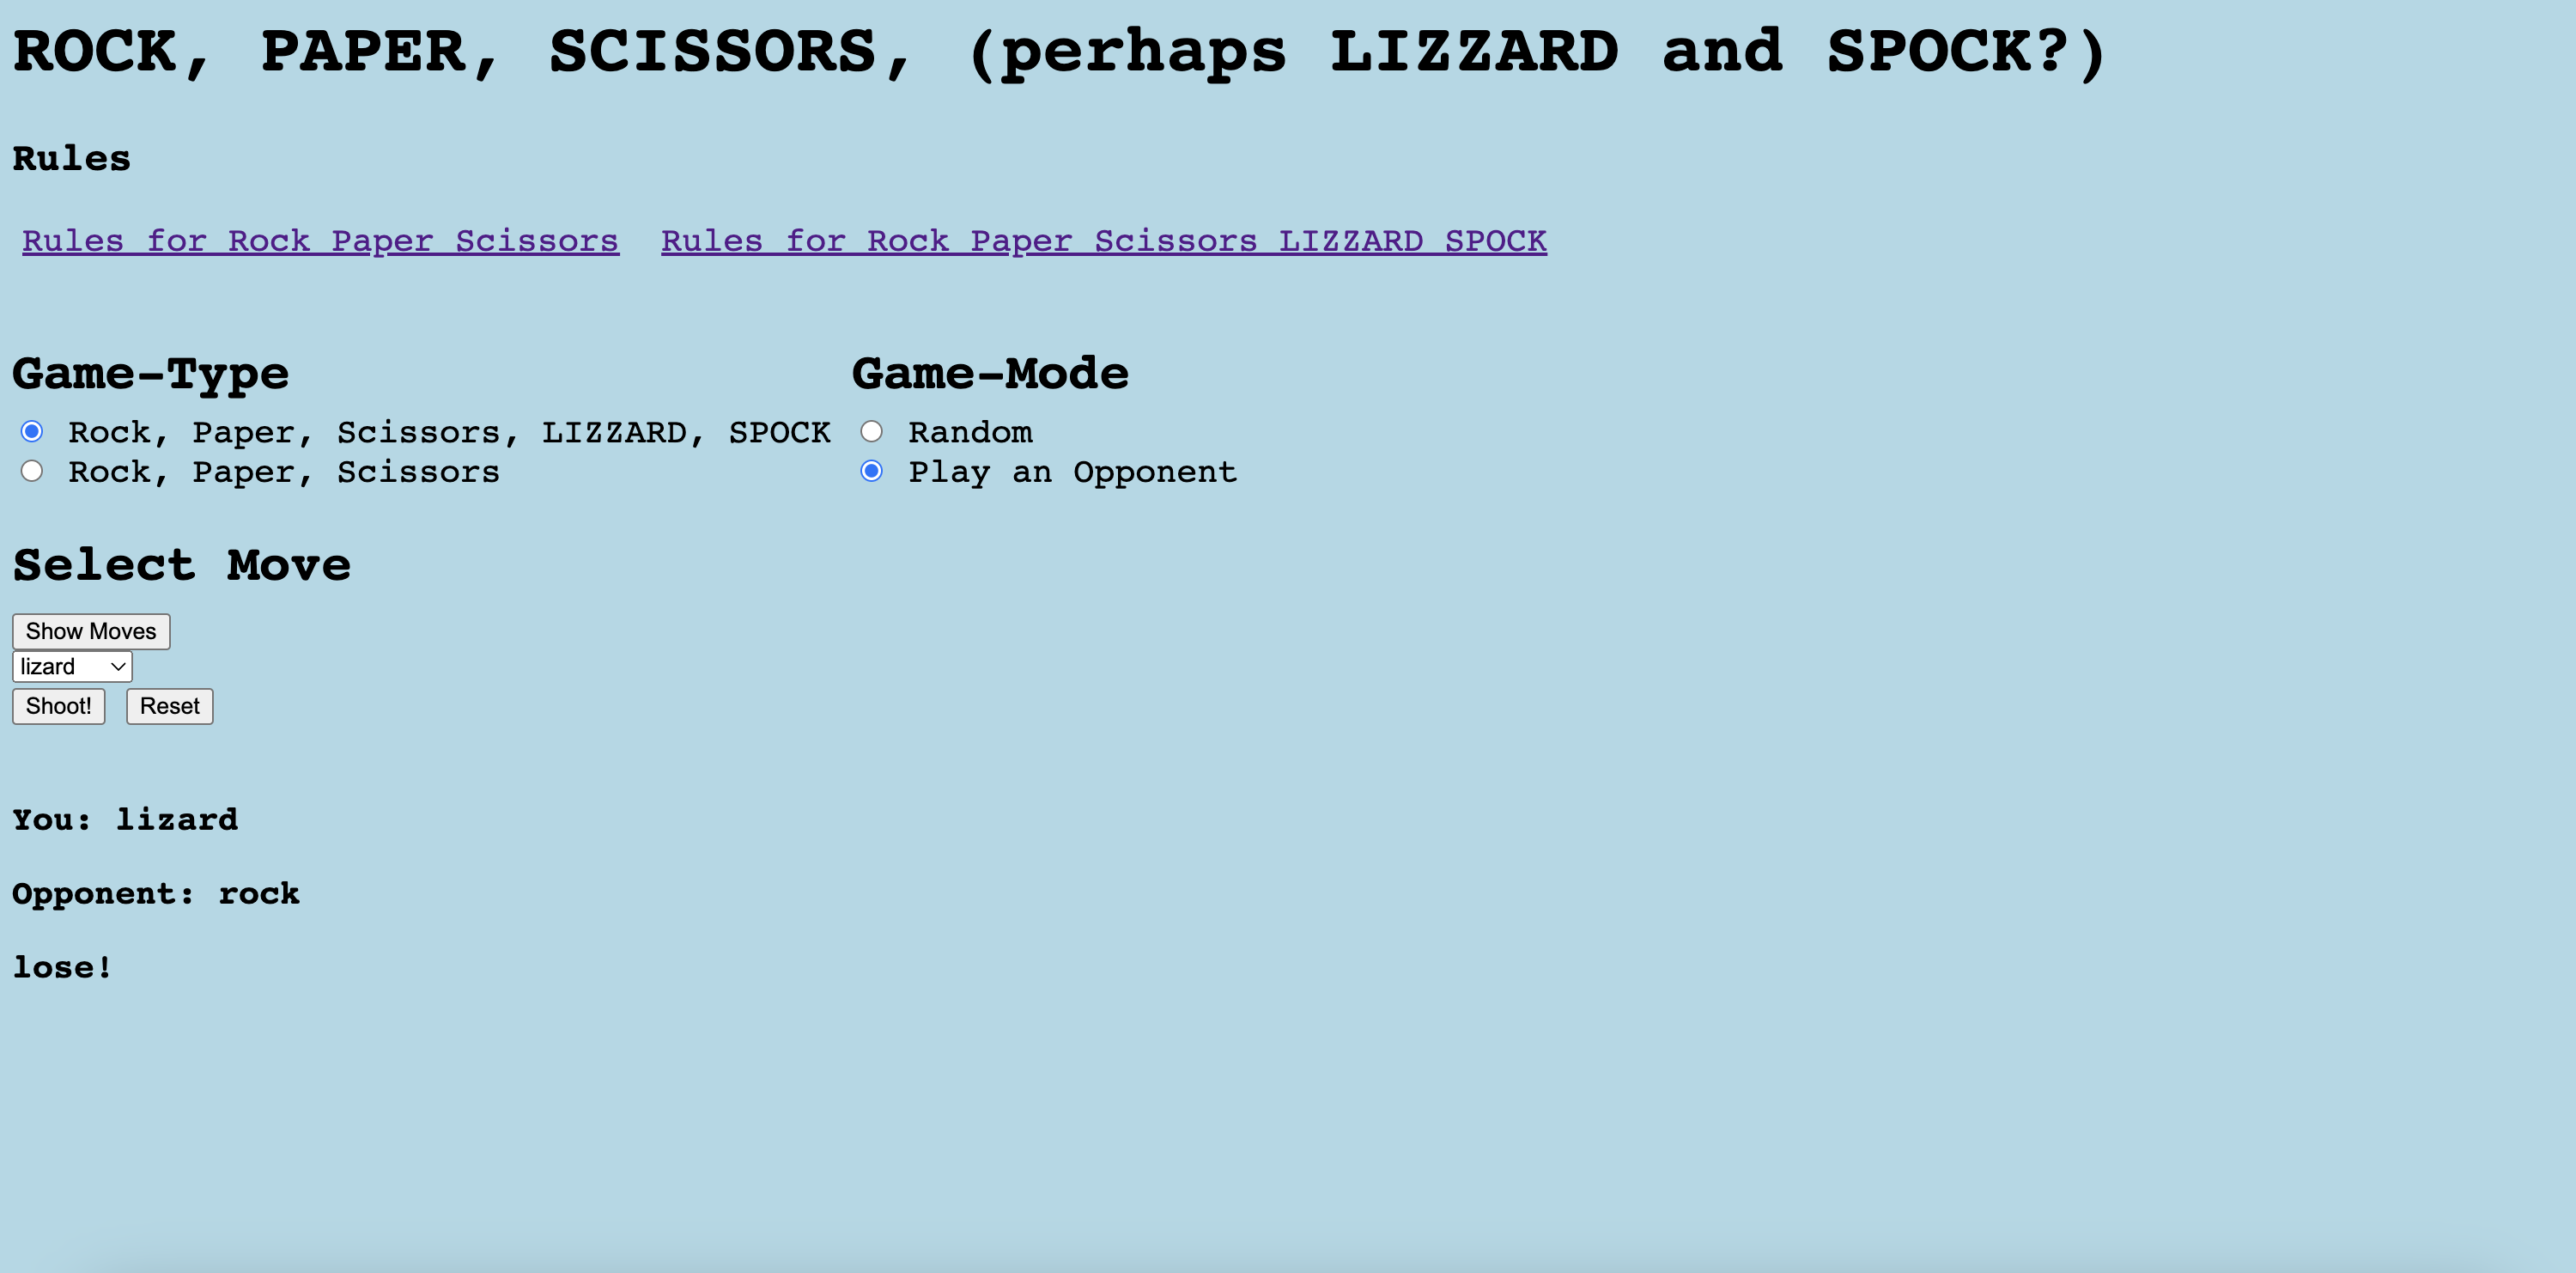 ROCK, PAPER, SCISSORS, (perhaps LIZZARD and SPOCK?)
Rules
Rules for Rock Paper Scissors Rules for Rock Paper Scissors LIZZARD SPOCK
Game-Type
Rock, Paper, Scissors, LIZZARD, SPOCK
Rock, Paper, Scissors
Game-Mode
Random
Play an Opponent
Select Move
Show Moves
lizard
Shoot! Reset
You: lizard
Opponent: rock
lose!